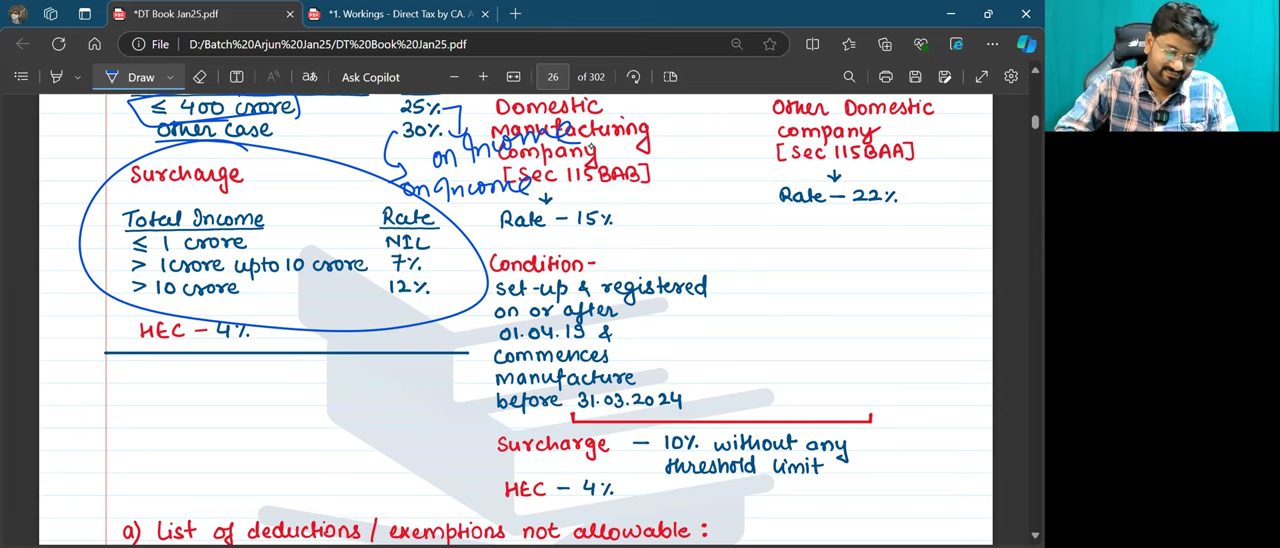 *DT Book Jan25.pdf
*1. Workings - Direct Tax by CA. A
File
D:/Batch%20Arjun%20Jan25/DT%20Book%20Jan25.pdf
Draw
Ask Copilot
26 of 302
≤ 400 crore) 25%
Other case 30%
on Income
on Income
Surcharge
Total Income Rate
≤ 1 crore NIL
> 1crore upto 10 crore 7%
> 10 crore 12%
HEC - 4%
Domestic
manufacturing
company
[Sec 115BAB]
↓
Rate - 15%
Condition-
set-up & registered
on or after
01.04.19 &
commences
manufacture
before 31.03.2024
Other Domestic
company
[Sec 115BAA]
↓
Rate - 22%
Surcharge - 10% without any
threshold limit
HEC - 4%
a) List of deductions/exemptions not allowable: